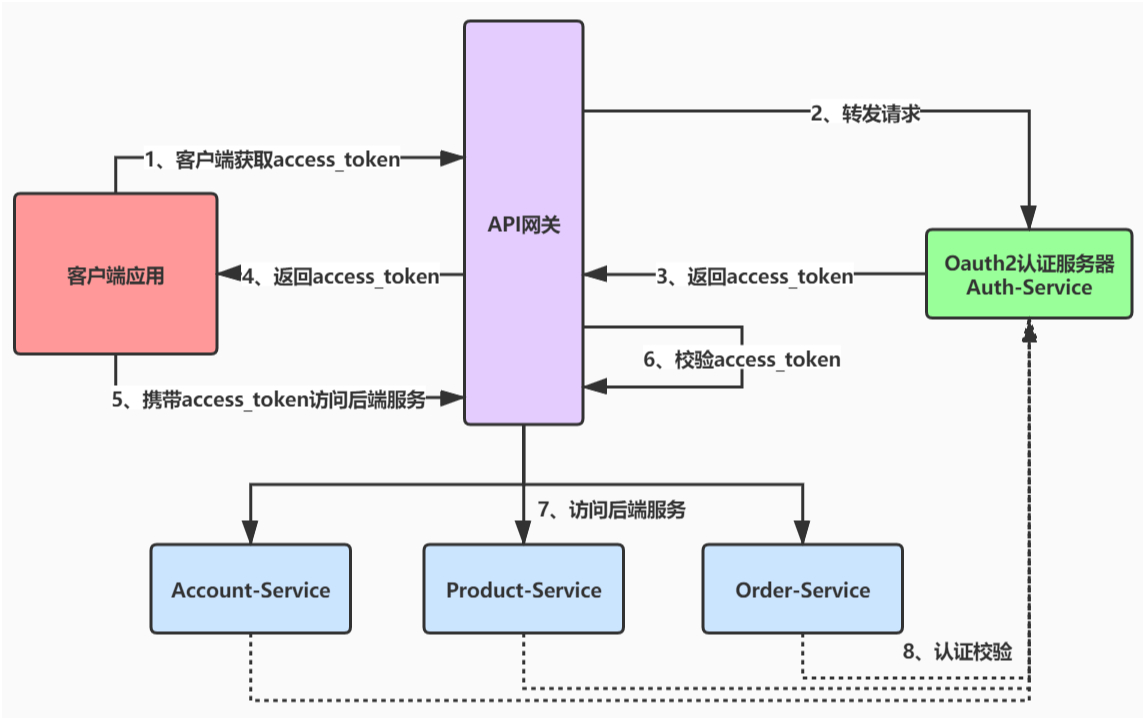 2、转发请求
1、客户端获取access_token
API网关
客户端应用
4、返回access_token
3、返回access_token
Oauth2认证服务器
Auth-Service
6、校验access_token
5、携带access_token访问后端服务
7、访问后端服务
Account-Service
Product-Service
Order-Service
8、认证校验